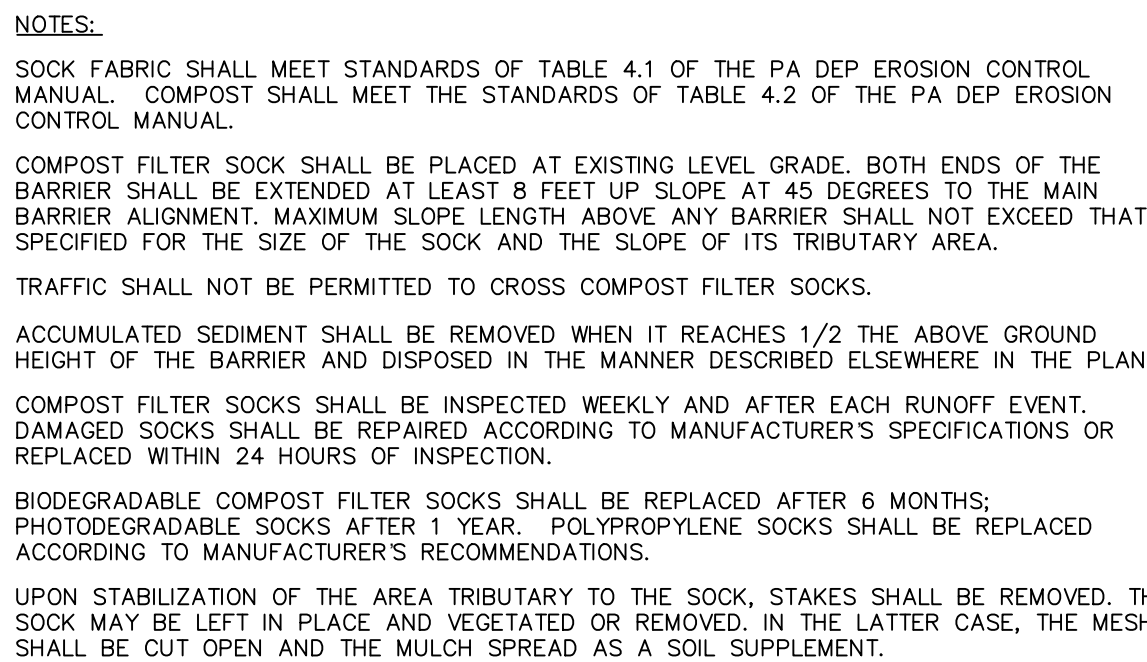 NOTES:
SOCK FABRIC SHALL MEET STANDARDS OF TABLE 4.1 OF THE PA DEP EROSION CONTROL
MANUAL. COMPOST SHALL MEET THE STANDARDS OF TABLE 4.2 OF THE PA DEP EROSION
CONTROL MANUAL.
COMPOST FILTER SOCK SHALL BE PLACED AT EXISTING LEVEL GRADE. BOTH ENDS OF THE
BARRIER SHALL BE EXTENDED AT LEAST 8 FEET UP SLOPE AT 45 DEGREES TO THE MAIN
BARRIER ALIGNMENT. MAXIMUM SLOPE LENGTH ABOVE ANY BARRIER SHALL NOT EXCEED THAT
SPECIFIED FOR THE SIZE OF THE SOCK AND THE SLOPE OF ITS TRIBUTARY AREA.
TRAFFIC SHALL NOT BE PERMITTED TO CROSS COMPOST FILTER SOCKS.
ACCUMULATED SEDIMENT SHALL BE REMOVED WHEN IT REACHES 1/2 THE ABOVE GROUND
HEIGHT OF THE BARRIER AND DISPOSED IN THE MANNER DESCRIBED ELSEWHERE IN THE PLAN
COMPOST FILTER SOCKS SHALL BE INSPECTED WEEKLY AND AFTER EACH RUNOFF EVENT.
DAMAGED SOCKS SHALL BE REPAIRED ACCORDING TO MANUFACTURER'S SPECIFICATIONS OR
REPLACED WITHIN 24 HOURS OF INSPECTION.
BIODEGRADABLE COMPOST FILTER SOCKS SHALL BE REPLACED AFTER 6 MONTHS;
PHOTODEGRADABLE SOCKS AFTER 1 YEAR. POLYPROPYLENE SOCKS SHALL BE REPLACED
ACCORDING TO MANUFACTURER'S RECOMMENDATIONS.
UPON STABILIZATION OF THE AREA TRIBUTARY TO THE SOCK, STAKES SHALL BE REMOVED.
SOCK MAY BE LEFT IN PLACE AND VEGETATED OR REMOVED. IN THE LATTER CASE, THE MESH
SHALL BE CUT OPEN AND THE MULCH SPREAD AS A SOIL SUPPLEMENT.